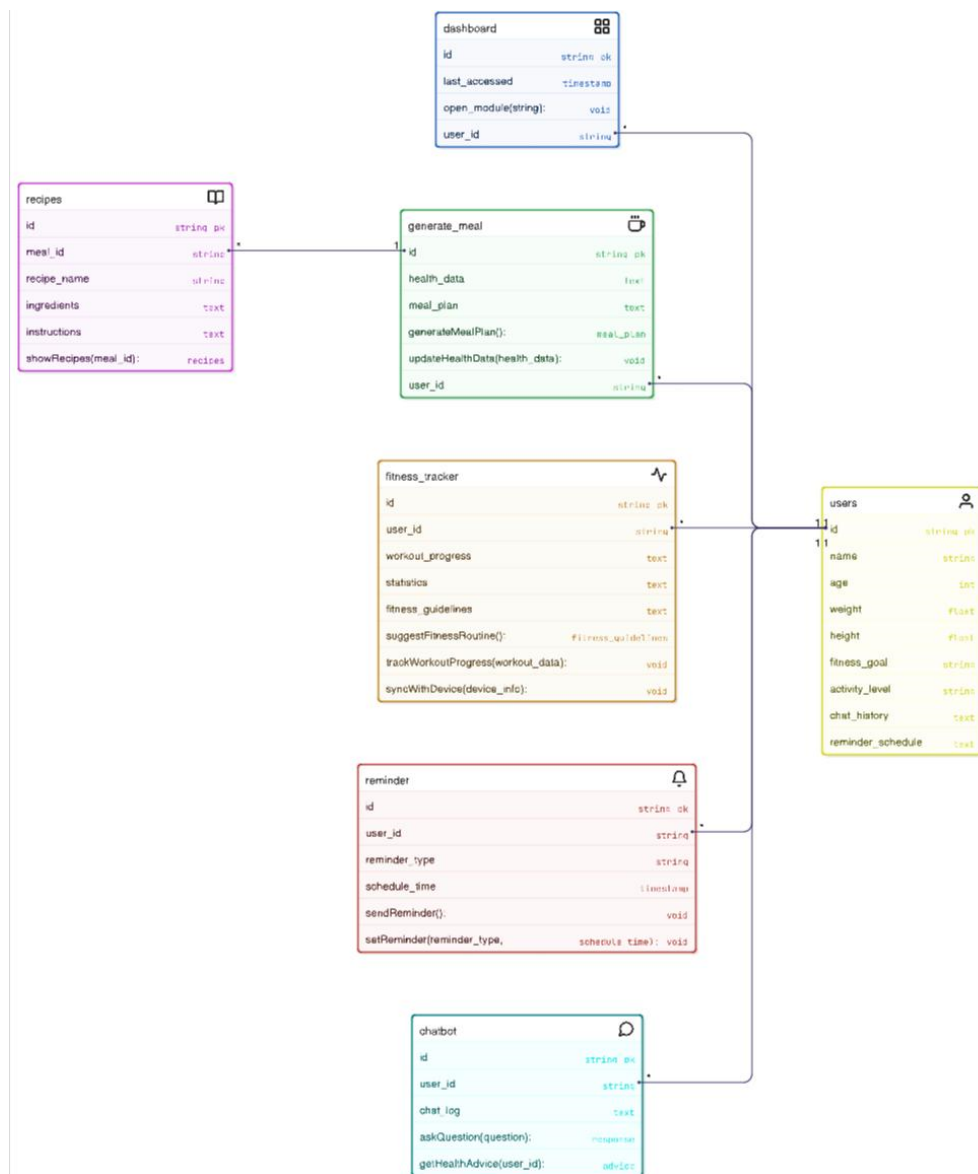 dashboard
id string pk
last_accessed timestamp
open_module(string): void
user_id string
*
recipes
id string pk
meal_id string
*
recipe_name string
ingredients text
instructions text
showRecipes(meal_id): recipes
generate_meal
1
id string pk
health_data text
meal_plan text
generateMealPlan(): meal_plan
updateHealthData(health_data): void
user_id string
*
fitness_tracker
id string pk
user_id string
*
workout_progress text
statistics text
fitness_guidelines text
suggestFitnessRoutine(): fitness_guidelines
trackWorkoutProgress(workout_data): void
syncWithDevice(device_info): void
users
1 1
id string pk
1 1
name string
age int
weight float
height float
fitness_goal string
activity_level string
chat_history text
reminder_schedule text
reminder
id string pk
user_id string
*
reminder_type string
schedule_time timestamp
sendReminder(): void
setReminder(reminder_type, schedule_time): void
chatbot
id string pk
user_id string
*
chat_log text
askQuestion(question): response
getHealthAdvice(user_id): advice